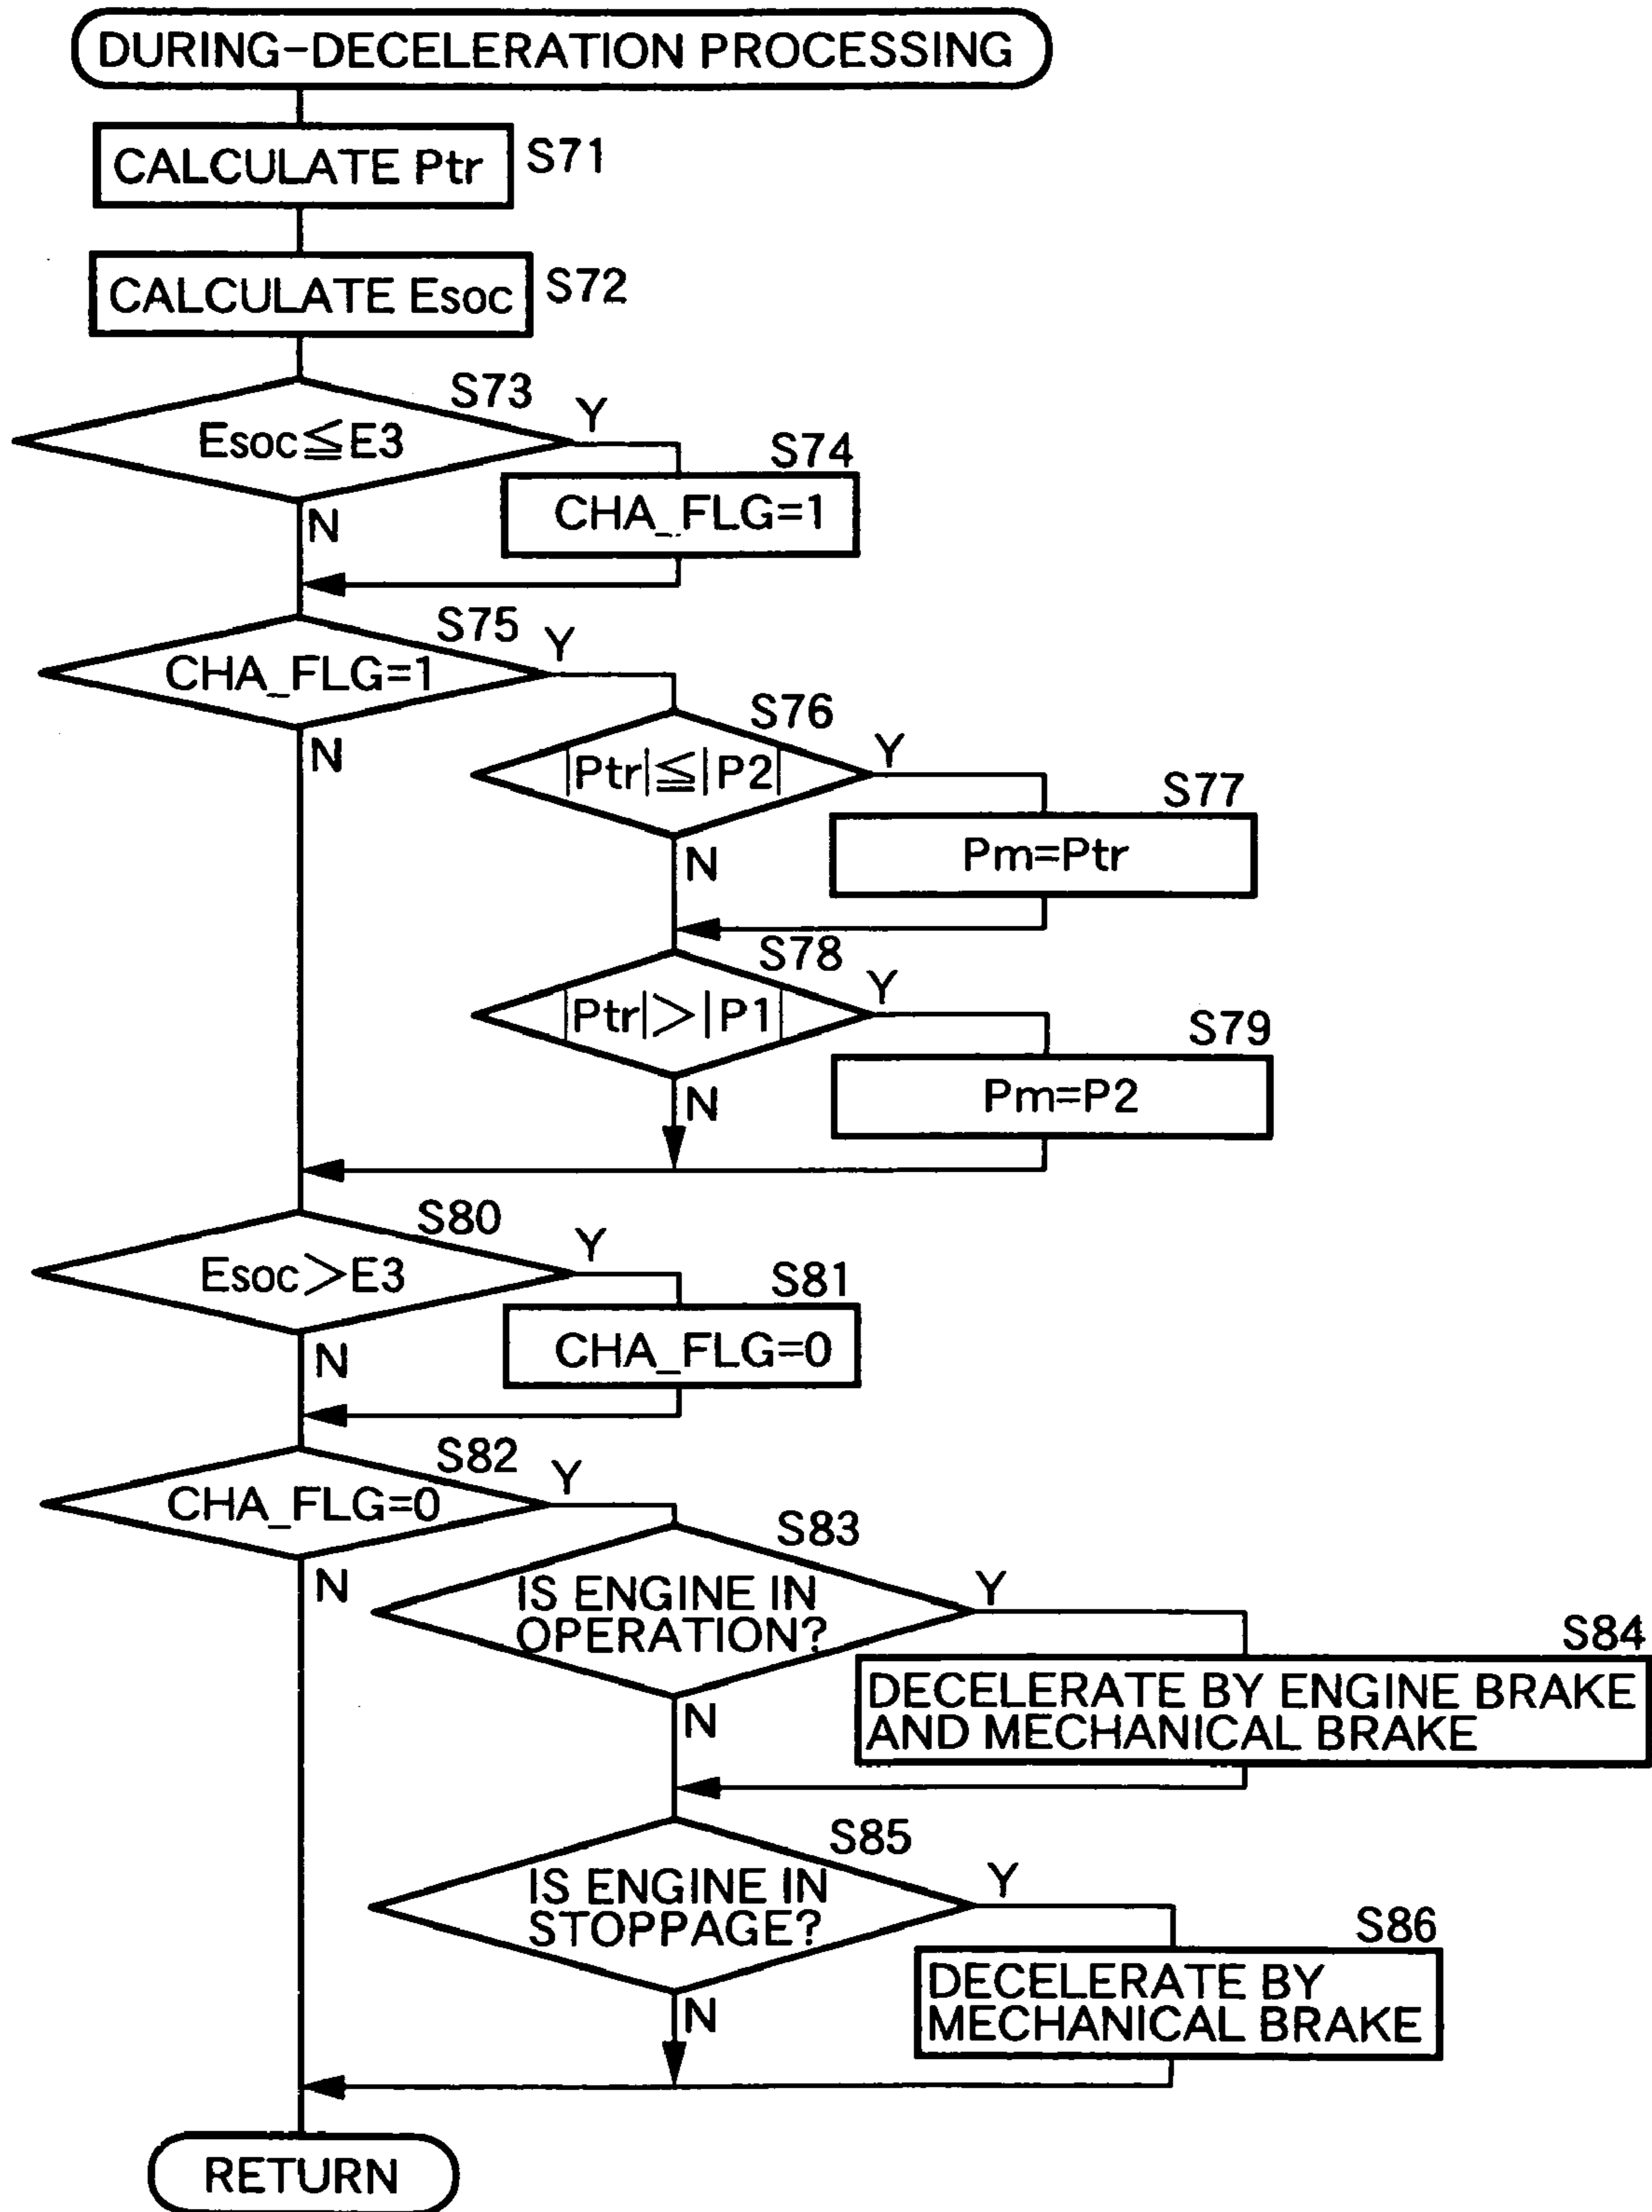 DURING-DECELERATION PROCESSING
CALCULATE Ptr
S71
CALCULATE Esoc
S72
S73
Esoc≦E3
Y
N
S74
CHA_FLG=1
S75
CHA_FLG=1
Y
N
S76
|Ptr|≦|P2|
Y
N
S77
Pm=Ptr
S78
|Ptr|>|P1|
Y
N
S79
Pm=P2
S80
Esoc>E3
Y
N
S81
CHA_FLG=0
S82
CHA_FLG=0
Y
N
S83
IS ENGINE IN
OPERATION?
Y
N
S84
DECELERATE BY ENGINE BRAKE
AND MECHANICAL BRAKE
S85
IS ENGINE IN
STOPPAGE?
Y
N
S86
DECELERATE BY
MECHANICAL BRAKE
RETURN